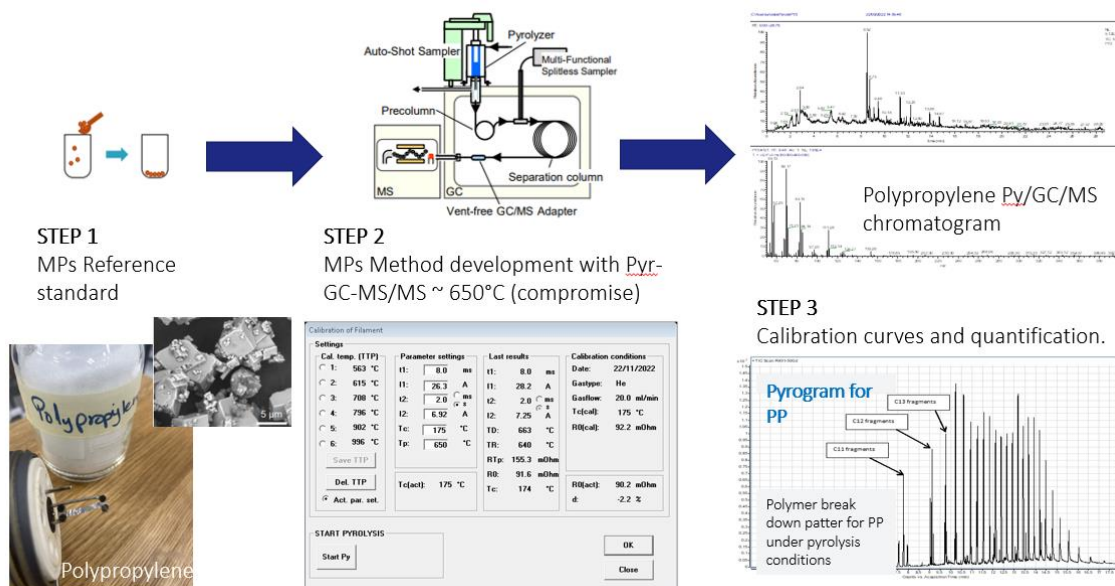 Auto-Shot Sampler
Pyrolyzer
Multi-Functional
Splitless Sampler
Precolumn
Separation column
MS
GC
Vent-free GC/MS Adapter
Polypropylene Py/GC/MS
chromatogram
STEP 1
MPs Reference
standard
STEP 2
MPs Method development with Pyr-
GC-MS/MS ~ 650°C (compromise)
STEP 3
Calibration curves and quantification.
Polypropylene
5 µm
Polypropylene
Calibration of Filament
Settings
Cal. temp. (TTP)
1: 563 °C
2: 615 °C
3: 708 °C
4: 796 °C
5: 902 °C
6: 996 °C
Save TTP
Del. TTP
Act. par. set.
Parameter settings
t1: 8.0 ms
I1: 26.3 A
t2: 2.0 ms
s
I2: 6.92 A
Tc: 175 °C
Tp: 650 °C
Tc(act): 175 °C
Last results
t1: 8.0 ms
I1: 28.2 A
t2: 2.0 ms
s
I2: 7.25 A
TD: 663 °C
TR: 640 °C
RTp: 155.3 mOhm
R0: 91.6 mOhm
Tc: 174 °C
Calibration conditions
Date: 22/11/2022
Gastype: He
Gasflow: 20.0 ml/min
Tc(cal): 175 °C
R0(cal): 92.2 mOhm
R0(act): 90.2 mOhm
d: -2.2 %
START PYROLYSIS
Start Py
OK
Close
Pyrogram for
PP
C13 fragments
C12 fragments
C11 fragments
Polymer break
down patter for PP
under pyrolysis
conditions